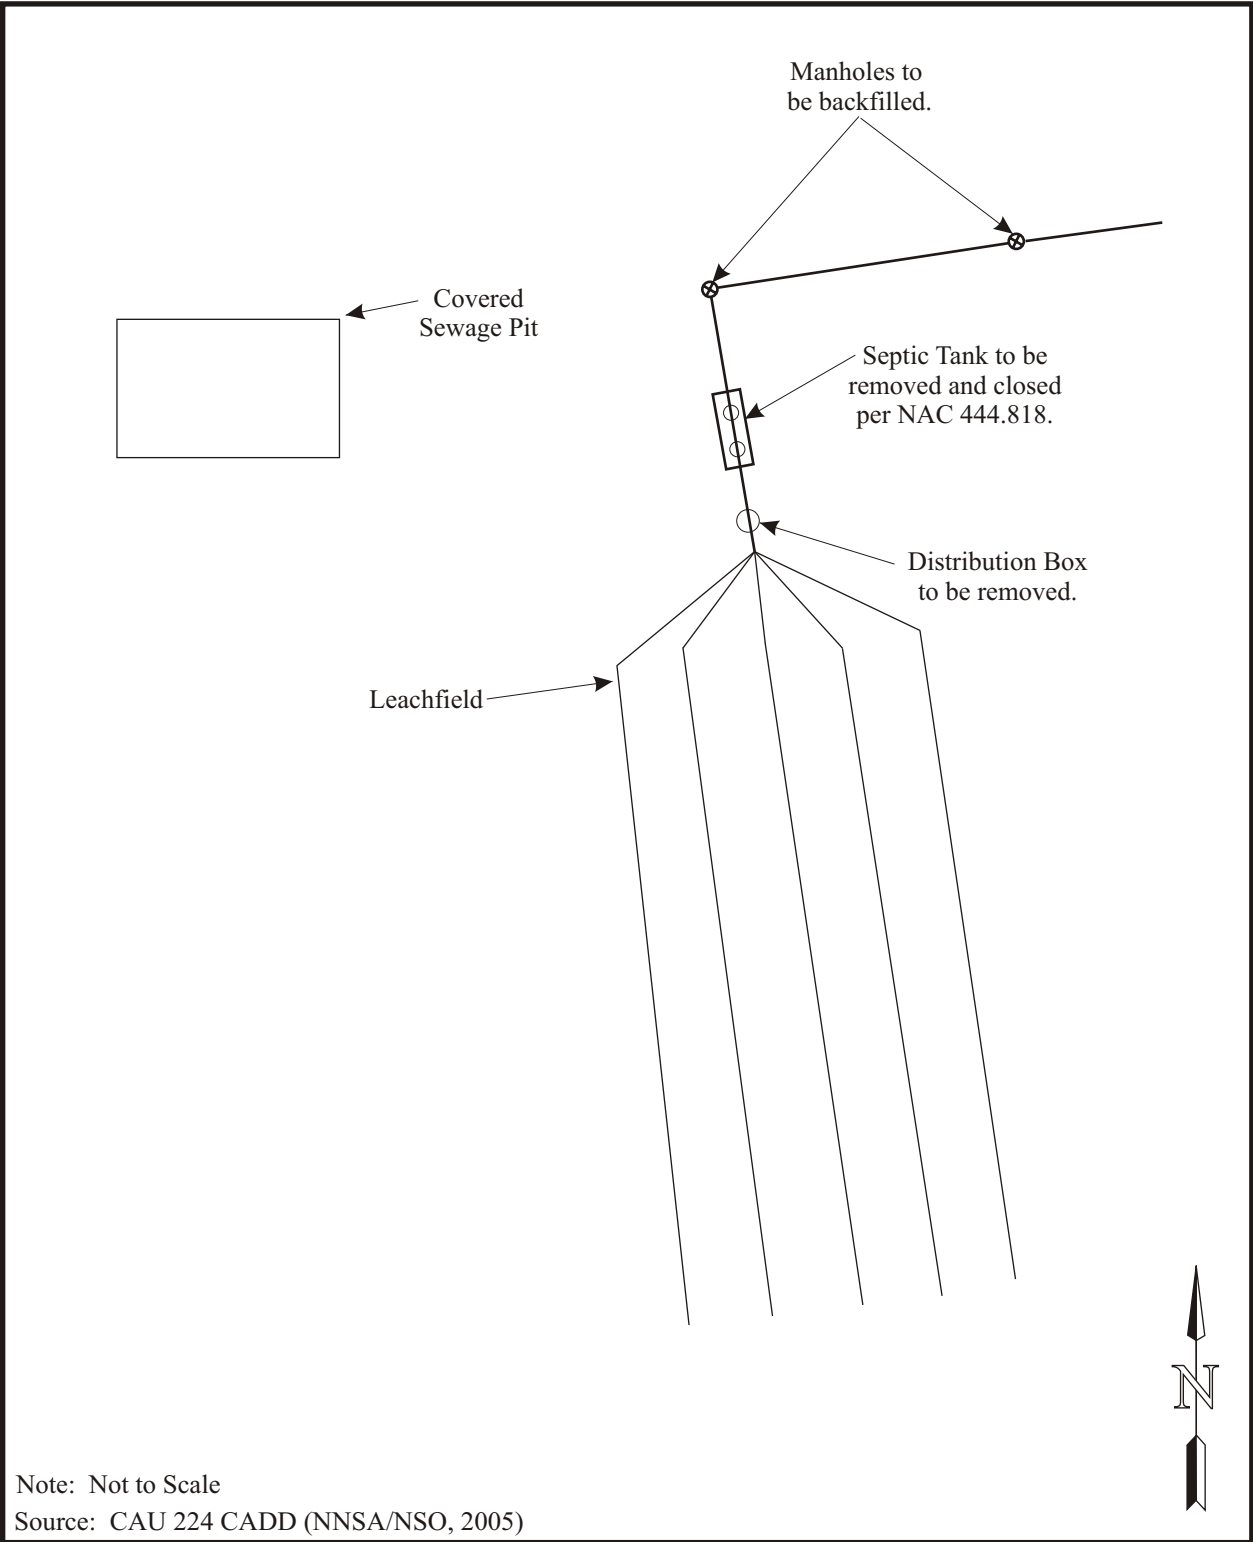 Manholes to
be backfilled.
Covered
Sewage Pit
Septic Tank to be
removed and closed
per NAC 444.818.
Distribution Box
to be removed.
Leachfield
N
Note: Not to Scale
Source: CAU 224 CADD (NNSA/NSO, 2005)